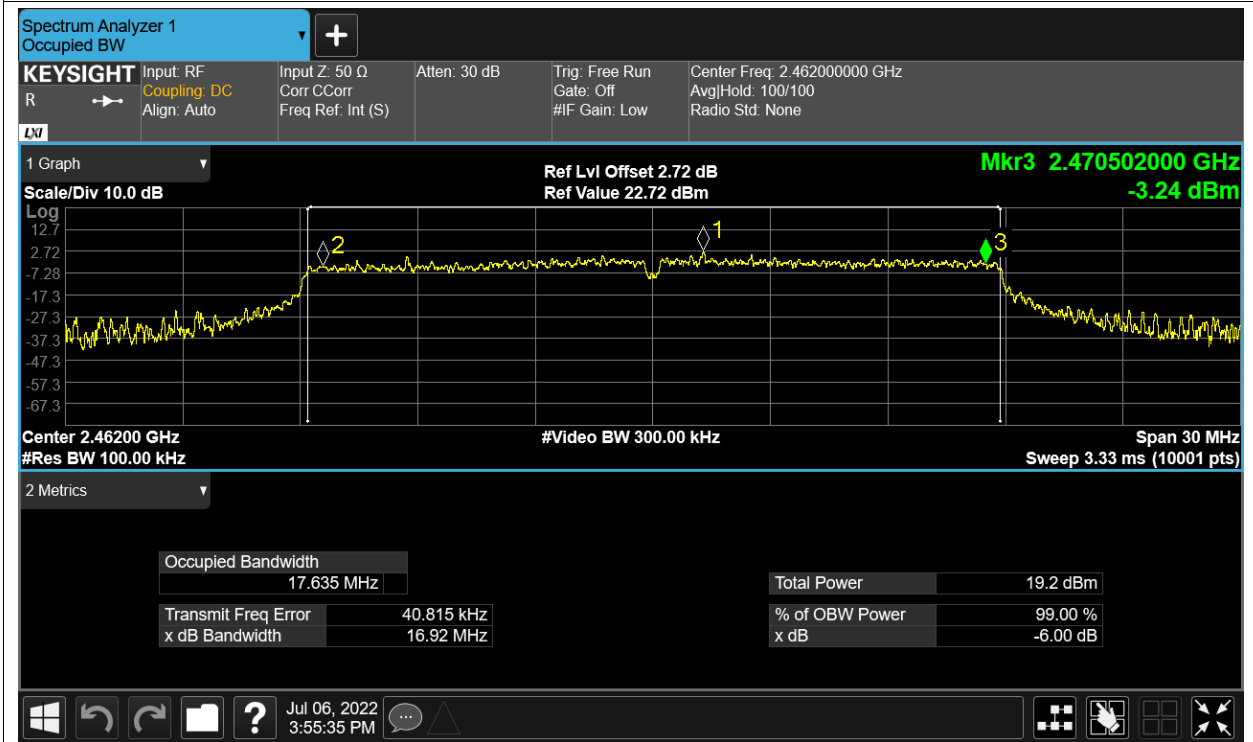 Spectrum Analyzer 1
Occupied BW
KEYSIGHT
R
LXI
Input: RF
Coupling: DC
Align: Auto
Input Z: 50 Ω
Corr CCorr
Freq Ref: Int (S)
Atten: 30 dB
Trig: Free Run
Gate: Off
#IF Gain: Low
Center Freq: 2.462000000 GHz
Avg|Hold: 100/100
Radio Std: None
1 Graph
Scale/Div 10.0 dB
Ref Lvl Offset 2.72 dB
Ref Value 22.72 dBm
Mkr3 2.470502000 GHz
-3.24 dBm
Log
12.7
2.72
-7.28
-17.3
-27.3
-37.3
-47.3
-57.3
-67.3
2
1
3
Center 2.46200 GHz
#Video BW 300.00 kHz
Span 30 MHz
#Res BW 100.00 kHz
Sweep 3.33 ms (10001 pts)
2 Metrics
Occupied Bandwidth
17.635 MHz
Total Power 19.2 dBm
Transmit Freq Error 40.815 kHz
% of OBW Power 99.00 %
x dB Bandwidth 16.92 MHz
x dB -6.00 dB
?
Jul 06, 2022
3:55:35 PM